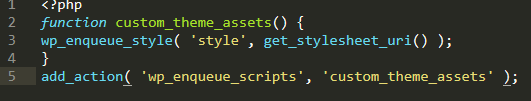 1 <?php
2 function custom_theme_assets() {
3 wp_enqueue_style( 'style', get_stylesheet_uri() );
4 }
5 add_action( 'wp_enqueue_scripts', 'custom_theme_assets' );